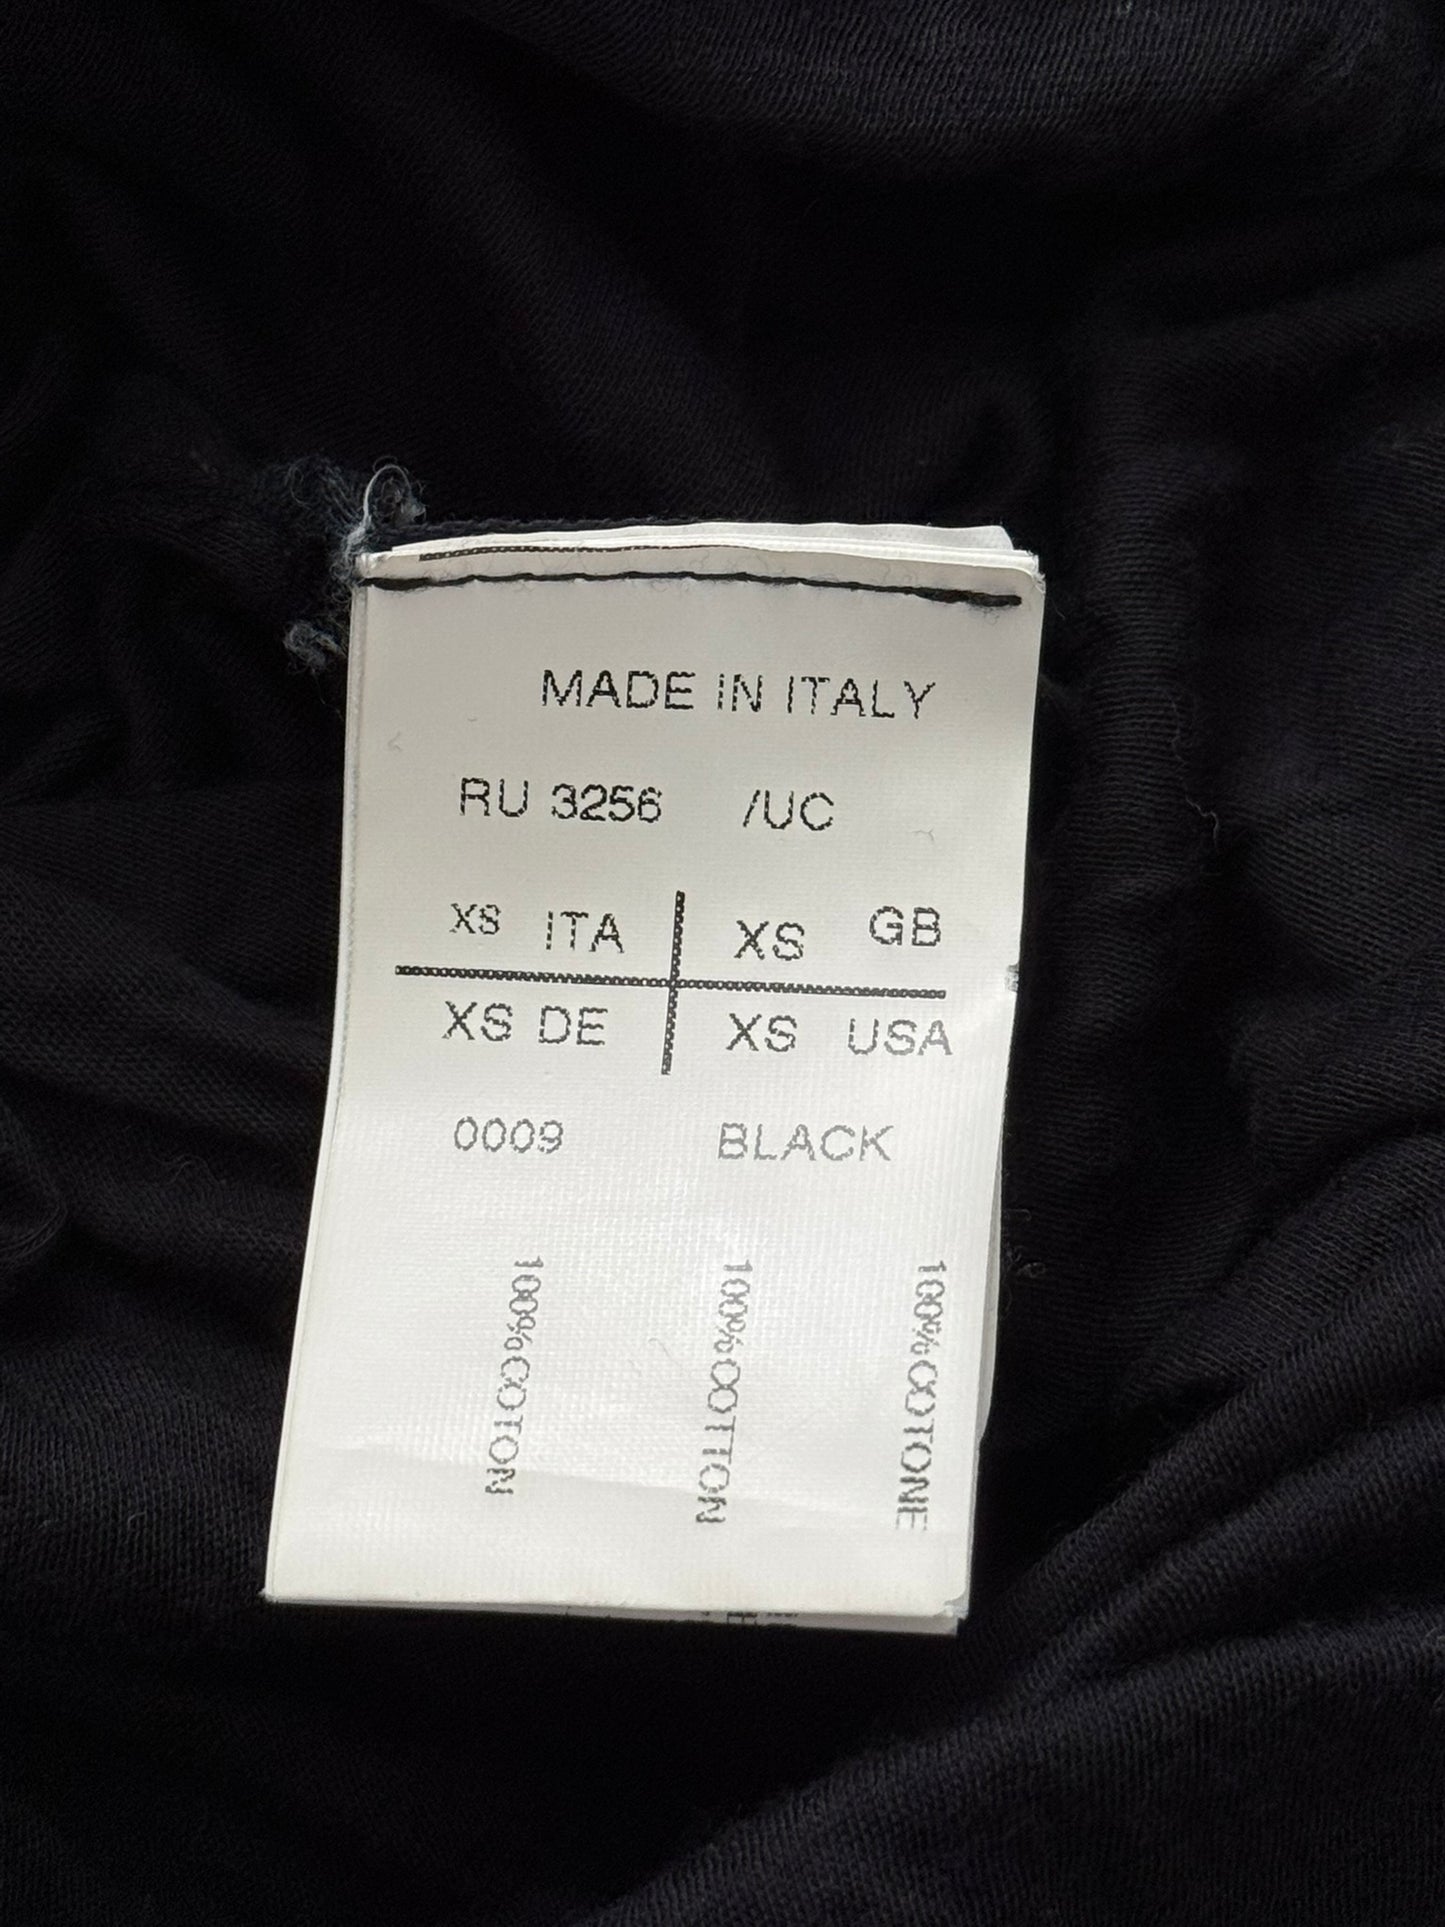 MADE IN ITALY
RU 3256 /UC
XS ITA XS GB
XS DE XS USA
0009 BLACK
100%COTONE
100%COTTON
100%COTON